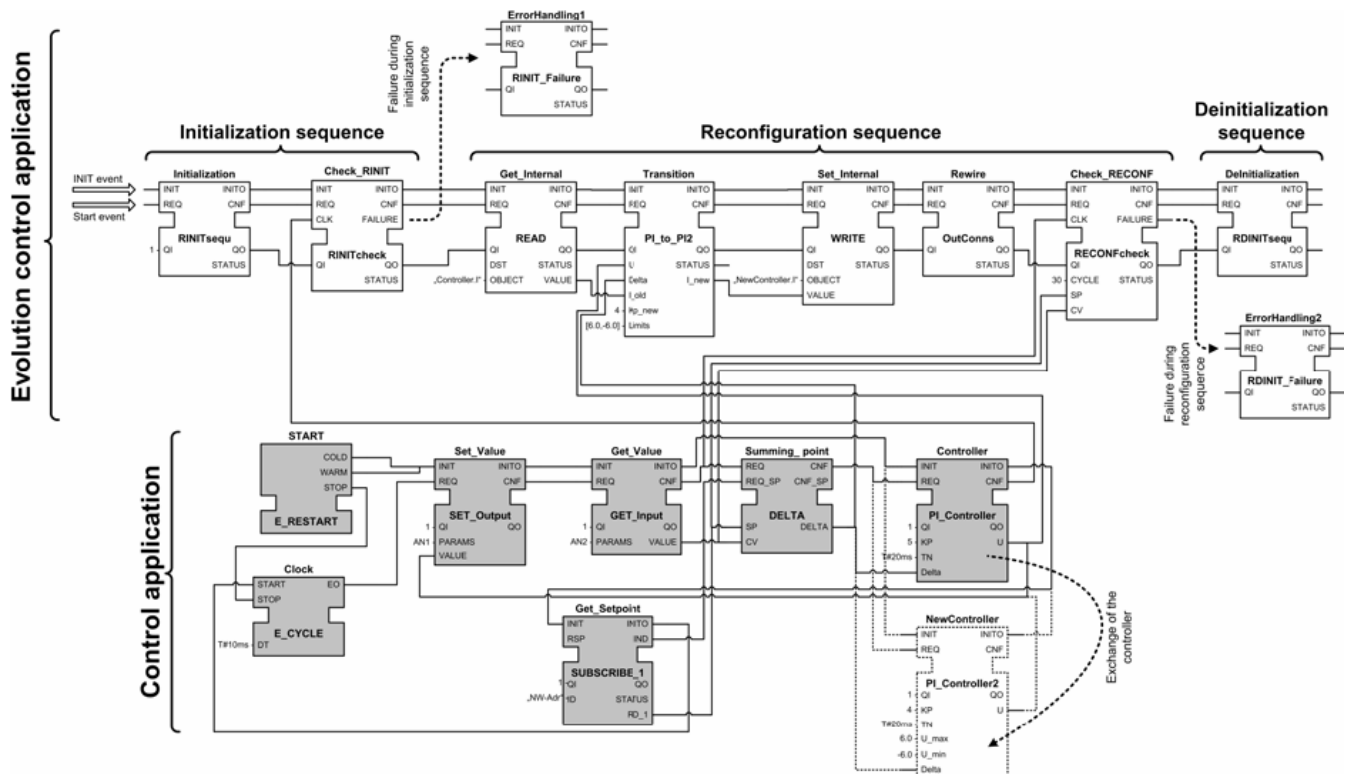 Evolution control application
Control application
Initialization sequence
Reconfiguration sequence
Deinitialization
sequence
INIT event
Start event
Failure during
initialization
sequence
ErrorHandling1
INIT INITO
REQ CNF
RINIT_Failure
QI QO
STATUS
Initialization
INIT INITO
REQ CNF
RINITsequ
1 QI QO
STATUS
Check_RINIT
INIT INITO
REQ CNF
CLK FAILURE
RINITcheck
QI QO
STATUS
Get_Internal
INIT INITO
REQ CNF
READ
QI QO
DST STATUS
„Controller.I" OBJECT VALUE
Transition
INIT INITO
REQ CNF
PI_to_PI2
QI QO
U STATUS
Delta I_new
I_old
4 Kp_new
[6.0,-6.0] Limits
Set_Internal
INIT INITO
REQ CNF
WRITE
QI QO
DST STATUS
„NewController.I" OBJECT
VALUE
Rewire
INIT INITO
REQ CNF
OutConns
QI QO
STATUS
Check_RECONF
INIT INITO
REQ CNF
CLK FAILURE
RECONFcheck
QI QO
30 CYCLE STATUS
SP
CV
DeInitialization
INIT INITO
REQ CNF
RDINITsequ
QI QO
STATUS
Failure during
reconfiguration
sequence
ErrorHandling2
INIT INITO
REQ CNF
RDINIT_Failure
QI QO
STATUS
START
COLD
WARM
STOP
E_RESTART
Clock
START EO
STOP
E_CYCLE
T#10ms DT
Set_Value
INIT INITO
REQ CNF
SET_Output
1 QI QO
AN1 PARAMS
VALUE
Get_Value
INIT INITO
REQ CNF
GET_Input
1 QI QO
AN2 PARAMS VALUE
Summing_ point
REQ CNF
REQ_SP CNF_SP
DELTA
SP DELTA
CV
Controller
INIT INITO
REQ CNF
PI_Controller
1 QI QO
5 KP U
T#20ms TN
Delta
Get_Setpoint
INIT INITO
RSP IND
SUBSCRIBE_1
1 QI QO
„NW-Adr" ID STATUS
RD_1
NewController
INIT INITO
REQ CNF
PI_Controller2
1 QI QO
4 KP U
T#20ms TN
6.0 U_max
-6.0 U_min
Delta
Exchange of the
controller